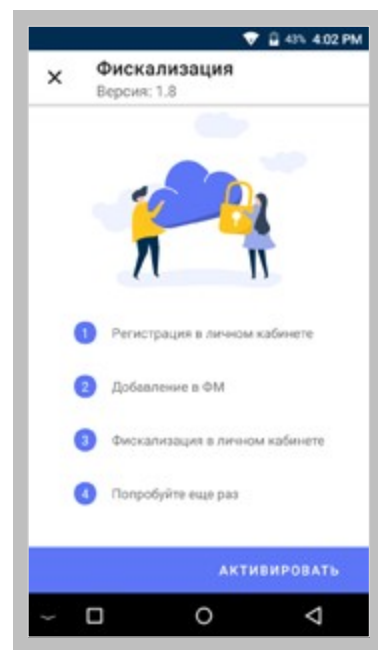 43% 4:02 PM
Фискализация
Версия: 1.8
1 Регистрация в личном кабинете
2 Добавление в ФМ
3 Фискализация в личном кабинете
4 Попробуйте еще раз
АКТИВИРОВАТЬ